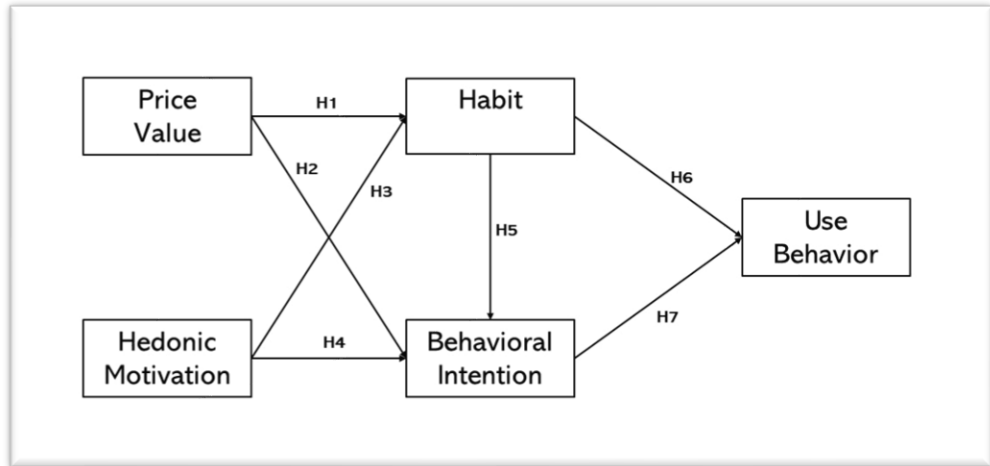 Price
Value
H1
Habit
H2
H3
H6
Use
Behavior
H5
Hedonic
Motivation
H4
Behavioral
Intention
H7